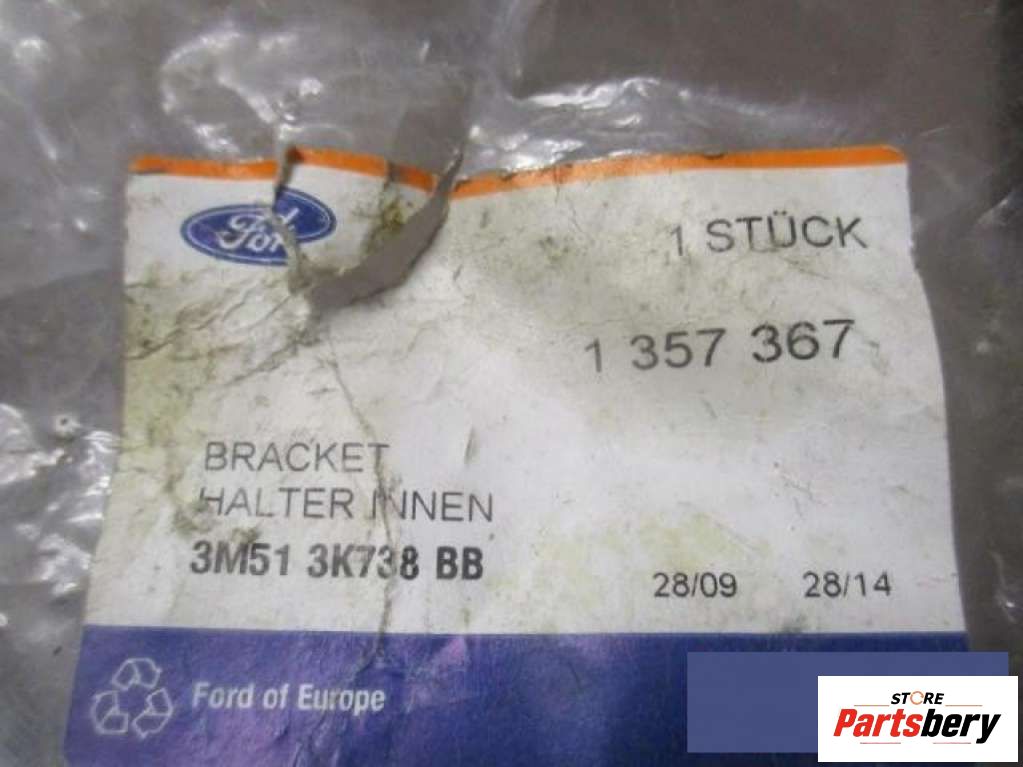 Ford
1 STÜCK
1 357 367
BRACKET
HALTER INNEN
3M51 3K738 BB
28/09 28/14
Ford of Europe
STORE
Partsbery